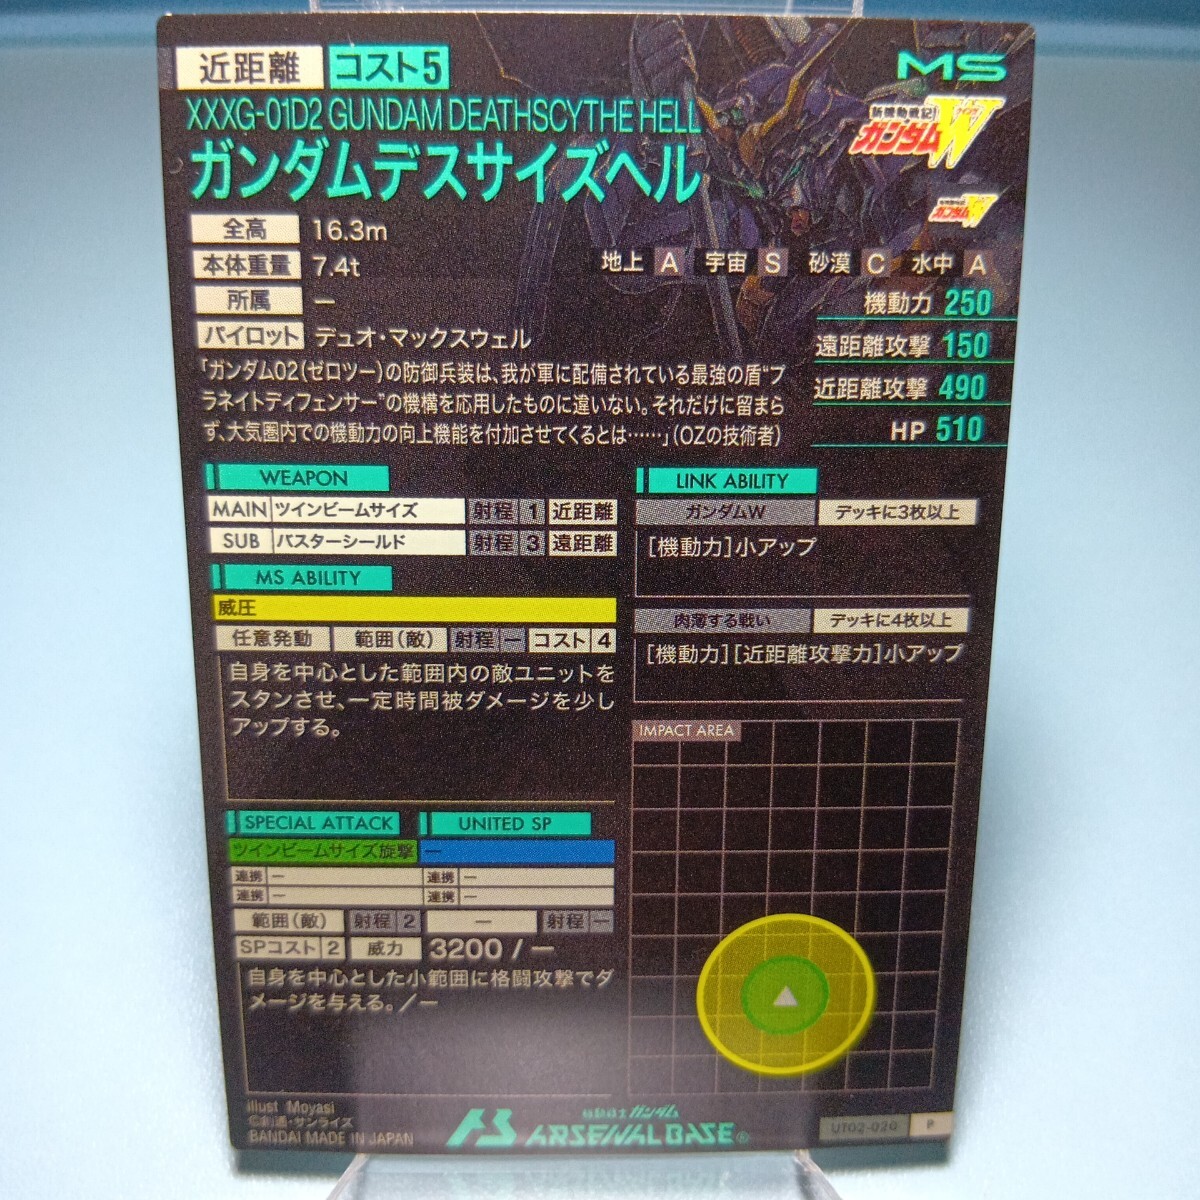 近距離 コスト5
MS
XXXG-01D2 GUNDAM DEATHSCYTHE HELL
ガンダムデスサイズヘル
新機動戦記
ガンダムW
全高 16.3m
本体重量 7.4t
地上 A 宇宙 S 砂漠 C 水中 A
所属 ー
機動力 250
パイロット デュオ・マックスウェル
遠距離攻撃 150
近距離攻撃 490
HP 510
「ガンダム02(ゼロツー)の防御兵装は、我が軍に配備されている最強の盾“プ
ラネイトディフェンサー”の機構を応用したものに違いない。それだけに留まら
ず、大気圏内での機動力の向上機能を付加させてくるとは……」(OZの技術者)
WEAPON
MAIN ツインビームサイズ 射程 1 近距離
SUB バスターシールド 射程 3 遠距離
MS ABILITY
威圧
任意発動 範囲(敵) 射程 ー コスト 4
自身を中心とした範囲内の敵ユニットを
スタンさせ、一定時間被ダメージを少し
アップする。
LINK ABILITY
ガンダムW デッキに3枚以上
[機動力]小アップ
肉薄する戦い デッキに4枚以上
[機動力][近距離攻撃力]小アップ
IMPACT AREA
SPECIAL ATTACK UNITED SP
ツインビームサイズ旋撃 ー
連携 ー 連携 ー
連携 ー 連携 ー
範囲(敵) 射程 2 ー 射程 ー
SPコスト 2 威力 3200 / ー
自身を中心とした小範囲に格闘攻撃でダ
メージを与える。/ー
illust Moyasi
©創通・サンライズ
BANDAI MADE IN JAPAN
機動戦士ガンダム
ARSENAL BASE
UT02-020 R